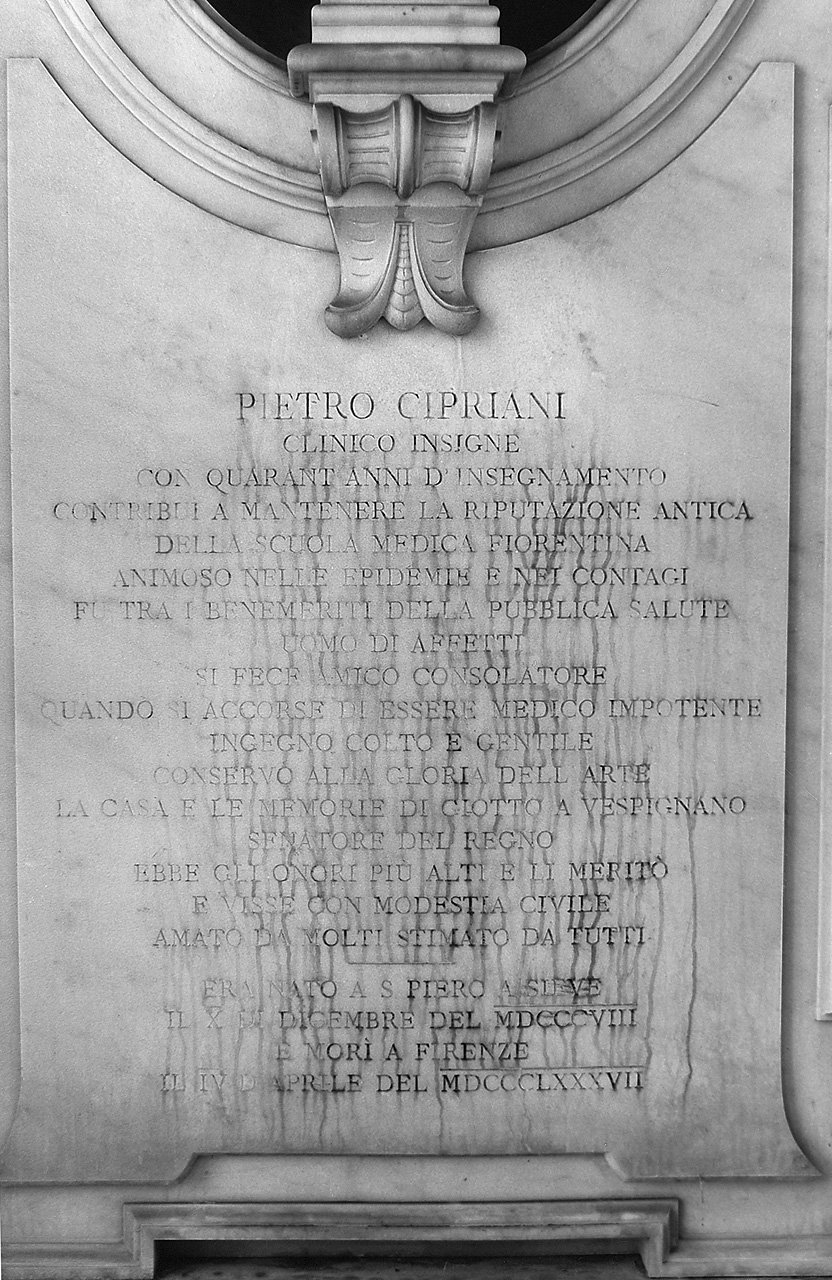 PIETRO CIPRIANI
CLINICO INSIGNE
CON QUARANT ANNI D'INSEGNAMENTO
CONTRIBUI A MANTENERE LA RIPUTAZIONE ANTICA
DELLA SCUOLA MEDICA FIORENTINA
ANIMOSO NELLE EPIDEMIE E NEI CONTAGI
FU TRA I BENEMERITI DELLA PUBBLICA SALUTE
UOMO DI AFFETTI
SI FECE AMICO CONSOLATORE
QUANDO SI ACCORSE DI ESSERE MEDICO IMPOTENTE
INGEGNO COLTO E GENTILE
CONSERVO ALLA GLORIA DELL ARTE
LA CASA E LE MEMORIE DI GIOTTO A VESPIGNANO
SENATORE DEL REGNO
EBBE GLI ONORI PIÙ ALTI E LI MERITÒ
E VISSE CON MODESTIA CIVILE
AMATO DA MOLTI STIMATO DA TUTTI
ERA NATO A S PIERO A SIEVE
IL X DI DICEMBRE DEL MDCCCVIII
E MORÌ A FIRENZE
IL IV D APRILE DEL MDCCCLXXXVII